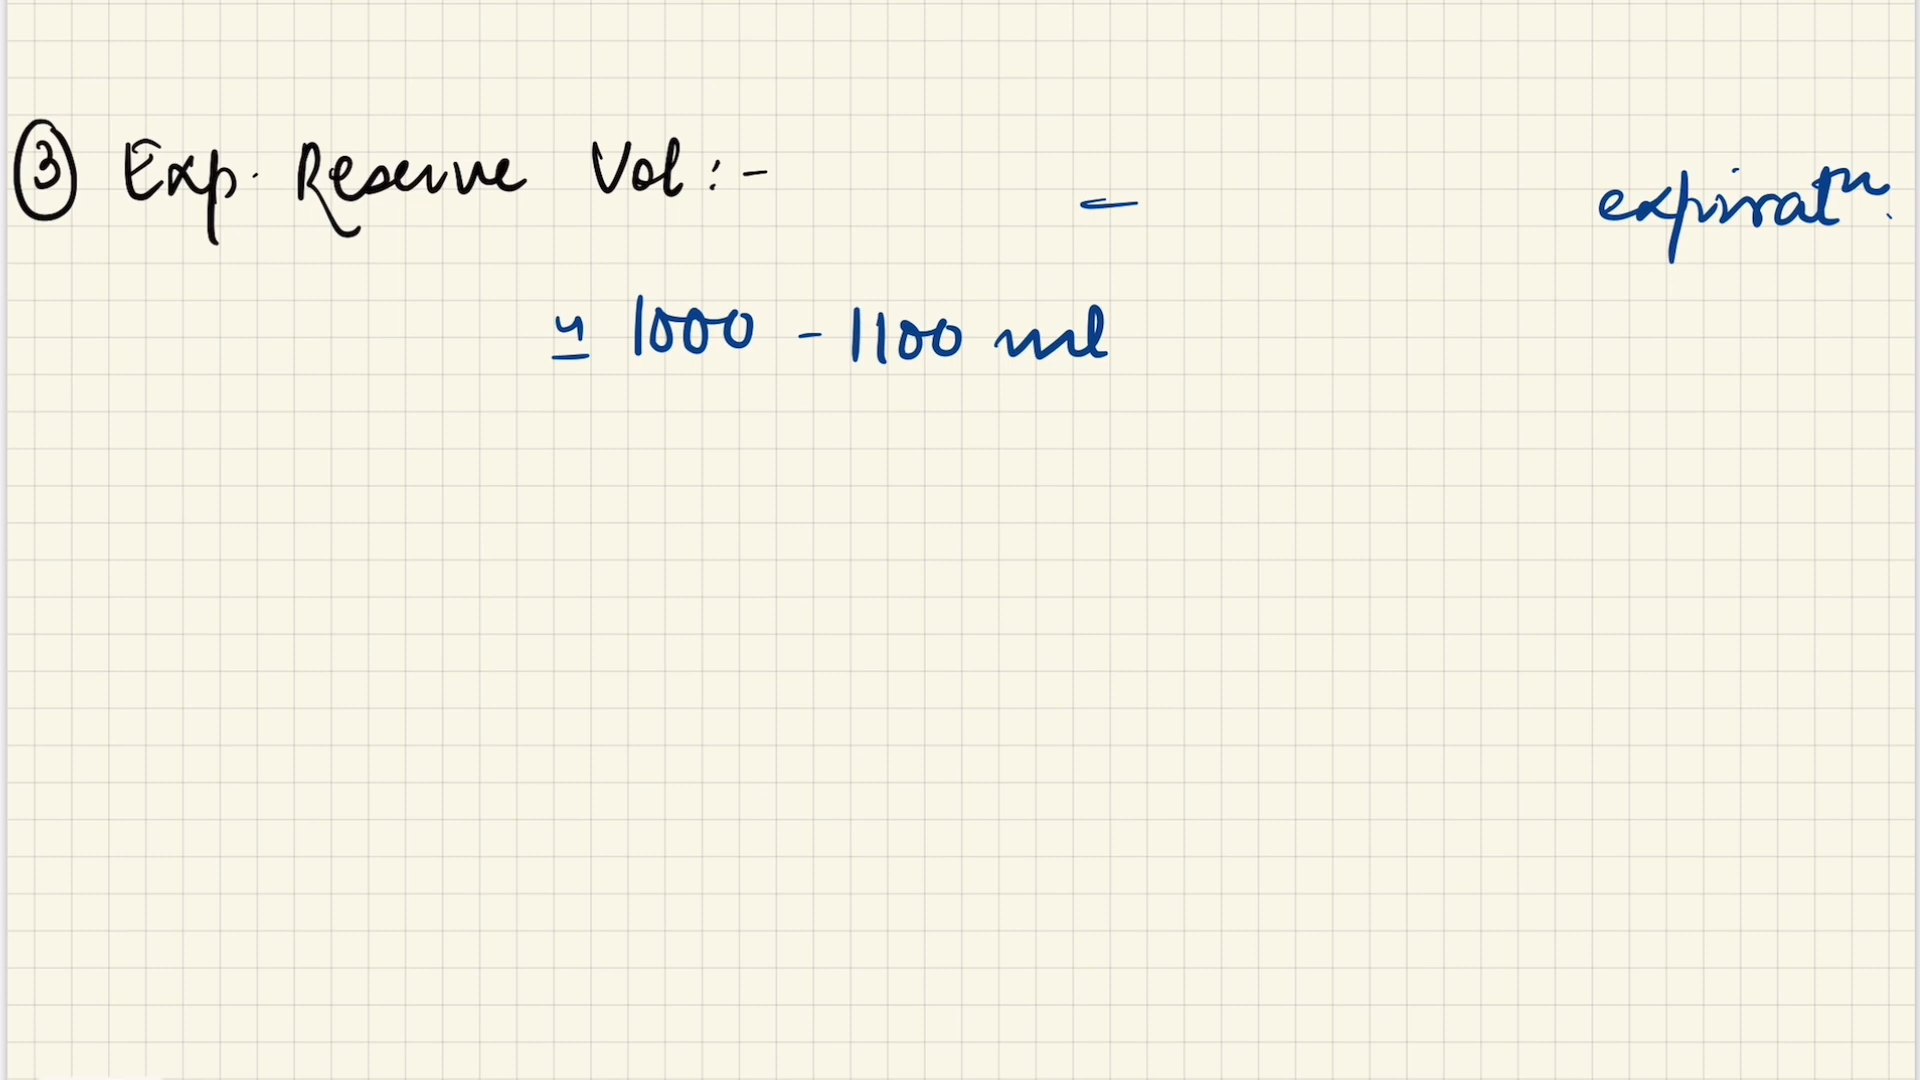 ③ Exp. Reserve Vol :- – expiratn.
≃ 1000 - 1100 ml